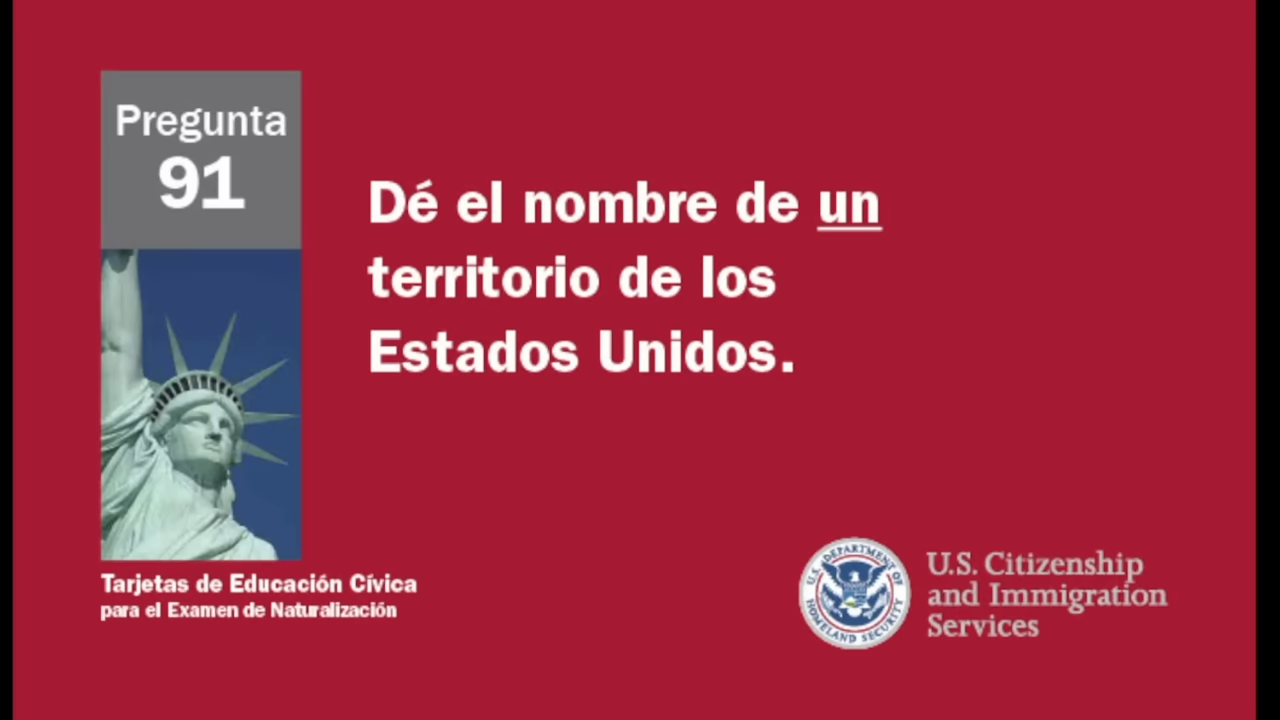 Pregunta
91
Dé el nombre de un
territorio de los
Estados Unidos.
Tarjetas de Educación Cívica
para el Examen de Naturalización
U.S. DEPARTMENT OF
HOMELAND SECURITY
U.S. Citizenship
and Immigration
Services